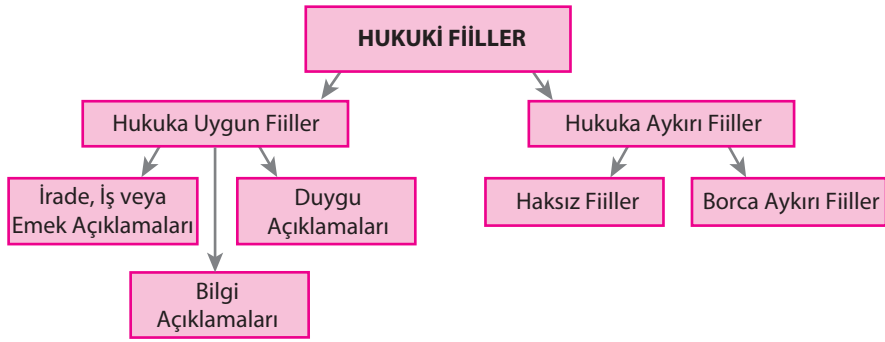 HUKUKİ FİİLLER
Hukuka Uygun Fiiller
Hukuka Aykırı Fiiller
İrade, İş veya
Emek Açıklamaları
Duygu
Açıklamaları
Haksız Fiiller
Borca Aykırı Fiiller
Bilgi
Açıklamaları